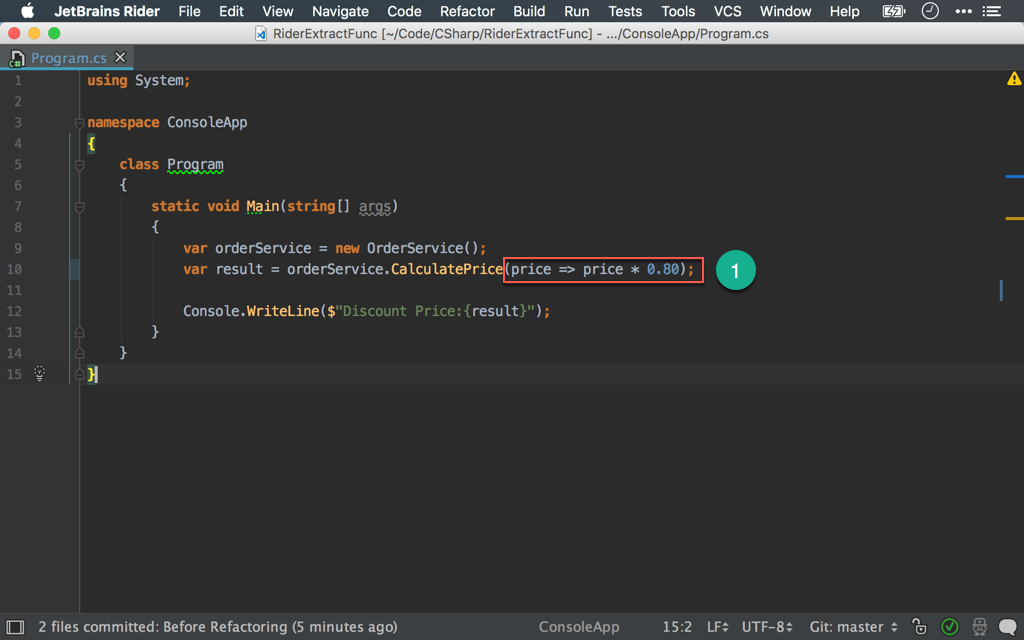 JetBrains Rider File Edit View Navigate Code Refactor Build Run Tests Tools VCS Window Help
RiderExtractFunc [~/Code/CSharp/RiderExtractFunc] - .../ConsoleApp/Program.cs
C# Program.cs
1 using System;
2
3 namespace ConsoleApp
4 {
5 class Program
6 {
7 static void Main(string[] args)
8 {
9 var orderService = new OrderService();
10 var result = orderService.CalculatePrice(price => price * 0.80); 1
11
12 Console.WriteLine($"Discount Price:{result}");
13 }
14 }
15 }
2 files committed: Before Refactoring (5 minutes ago) ConsoleApp 15:2 LF UTF-8 Git: master